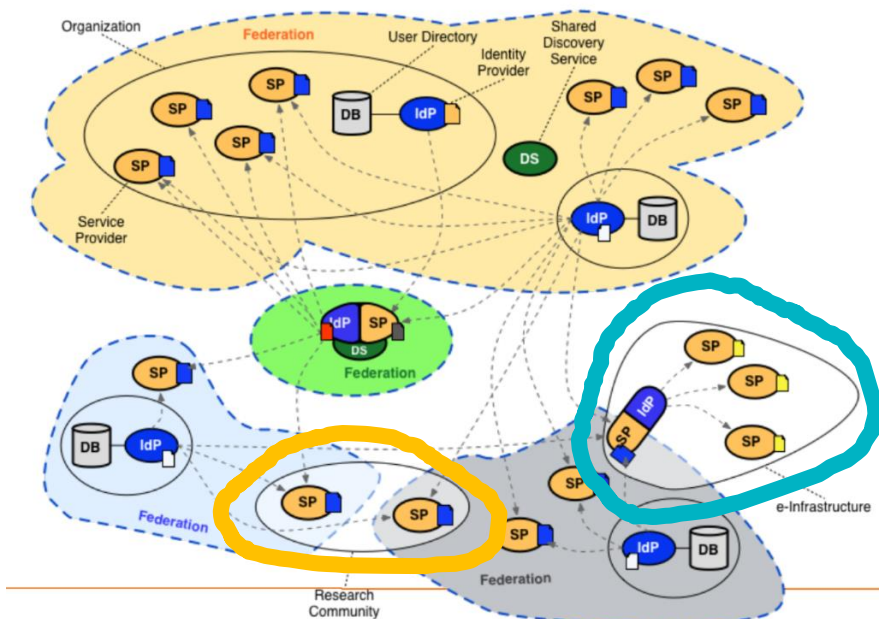 Organization
Federation
User Directory
Identity
Provider
Shared
Discovery
Service
SP
SP
SP
SP
DB
IdP
SP
SP
SP
DS
Service
Provider
IdP
DB
IdP
SP
DS
Federation
SP
DB
IdP
Federation
SP
SP
Research
Community
SP
SP
SP
IdP
SP
SP
e-Infrastructure
SP
SP
IdP
DB
Federation